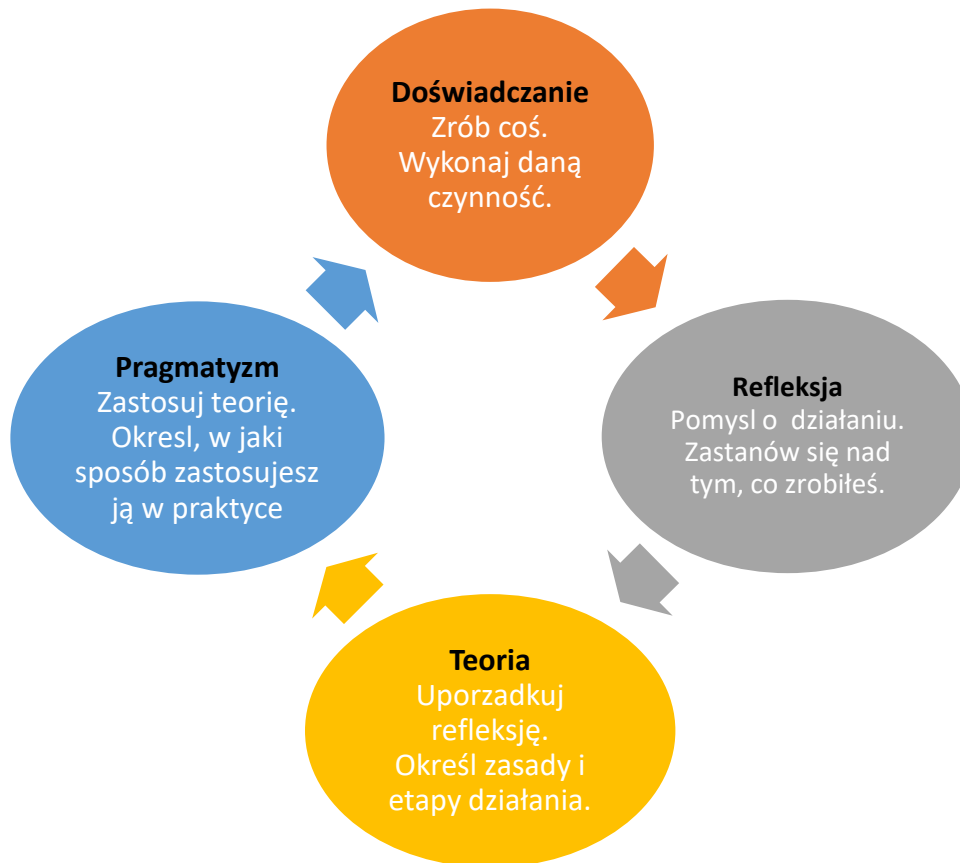 Doświadczanie
Zrób coś.
Wykonaj daną
czynność.
Refleksja
Pomysl o  działaniu.
Zastanów się nad
tym, co zrobiłeś.
Teoria
Uporzadkuj
refleksję.
Określ zasady i
etapy działania.
Pragmatyzm
Zastosuj teorię.
Okresl, w jaki
sposób zastosujesz
ją w praktyce